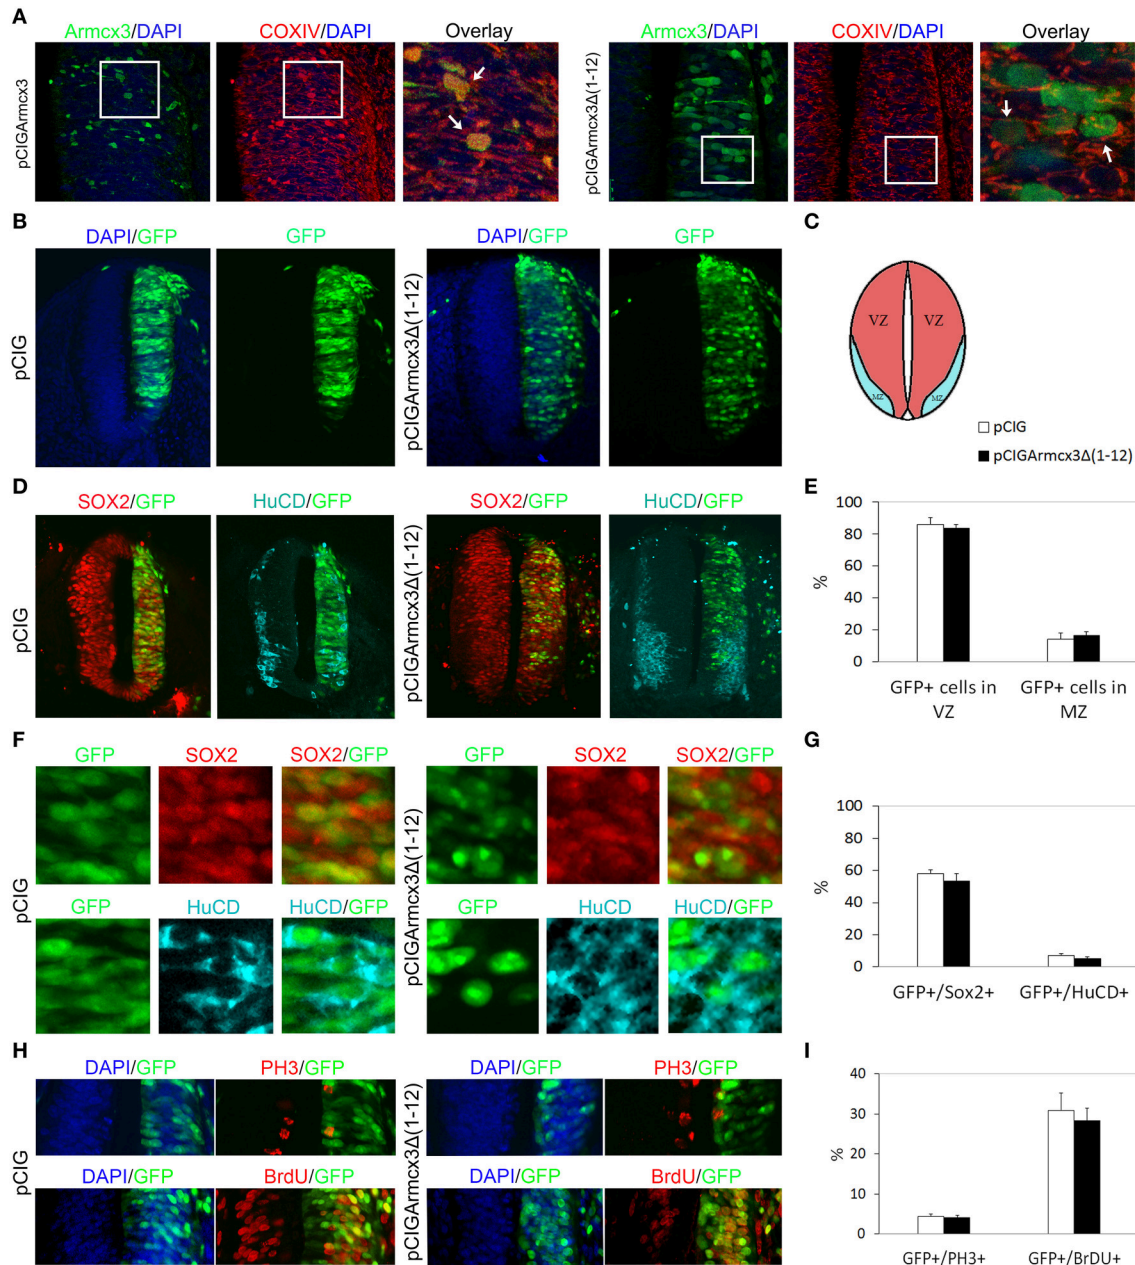 A
Armcx3/DAPI
COXIV/DAPI
Overlay
Armcx3/DAPI
COXIV/DAPI
Overlay
pCIGArmcx3
pCIGArmcx3Δ(1-12)
B
DAPI/GFP
GFP
DAPI/GFP
GFP
C
pCIG
pCIGArmcx3Δ(1-12)
VZ
VZ
MZ
MZ
pCIG
pCIGArmcx3Δ(1-12)
D
SOX2/GFP
HuCD/GFP
SOX2/GFP
HuCD/GFP
E
pCIG
pCIGArmcx3Δ(1-12)
%
100
80
60
40
20
0
GFP+ cells in VZ
GFP+ cells in MZ
F
GFP
SOX2
SOX2/GFP
GFP
SOX2
SOX2/GFP
G
pCIG
pCIGArmcx3Δ(1-12)
GFP
HuCD
HuCD/GFP
GFP
HuCD
HuCD/GFP
%
100
80
60
40
20
0
GFP+/Sox2+
GFP+/HuCD+
H
DAPI/GFP
PH3/GFP
DAPI/GFP
PH3/GFP
I
pCIG
pCIGArmcx3Δ(1-12)
DAPI/GFP
BrdU/GFP
DAPI/GFP
BrdU/GFP
%
40
30
20
10
0
GFP+/PH3+
GFP+/BrDU+